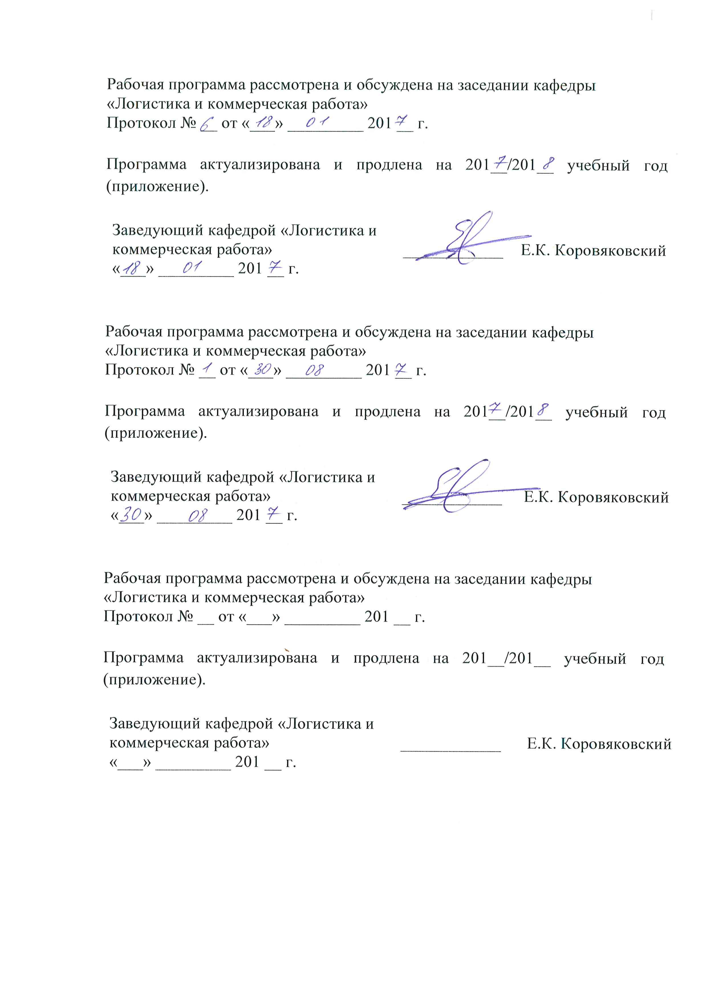 Рабочая программа рассмотрена и обсуждена на заседании кафедры
«Логистика и коммерческая работа»
Протокол № 6 от «18» 01 2017 г.
Программа актуализирована и продлена на 2017/2018 учебный год
(приложение).
Заведующий кафедрой «Логистика и
коммерческая работа» Е.К. Коровяковский
«18» 01 2017 г.
Рабочая программа рассмотрена и обсуждена на заседании кафедры
«Логистика и коммерческая работа»
Протокол № 1 от «30» 08 2017 г.
Программа актуализирована и продлена на 2017/2018 учебный год
(приложение).
Заведующий кафедрой «Логистика и
коммерческая работа» Е.К. Коровяковский
«30» 08 2017 г.
Рабочая программа рассмотрена и обсуждена на заседании кафедры
«Логистика и коммерческая работа»
Протокол № __ от «___» _________ 201 __ г.
Программа актуализирована и продлена на 201__/201__ учебный год
(приложение).
Заведующий кафедрой «Логистика и
коммерческая работа» ____________ Е.К. Коровяковский
«___» _________ 201 __ г.